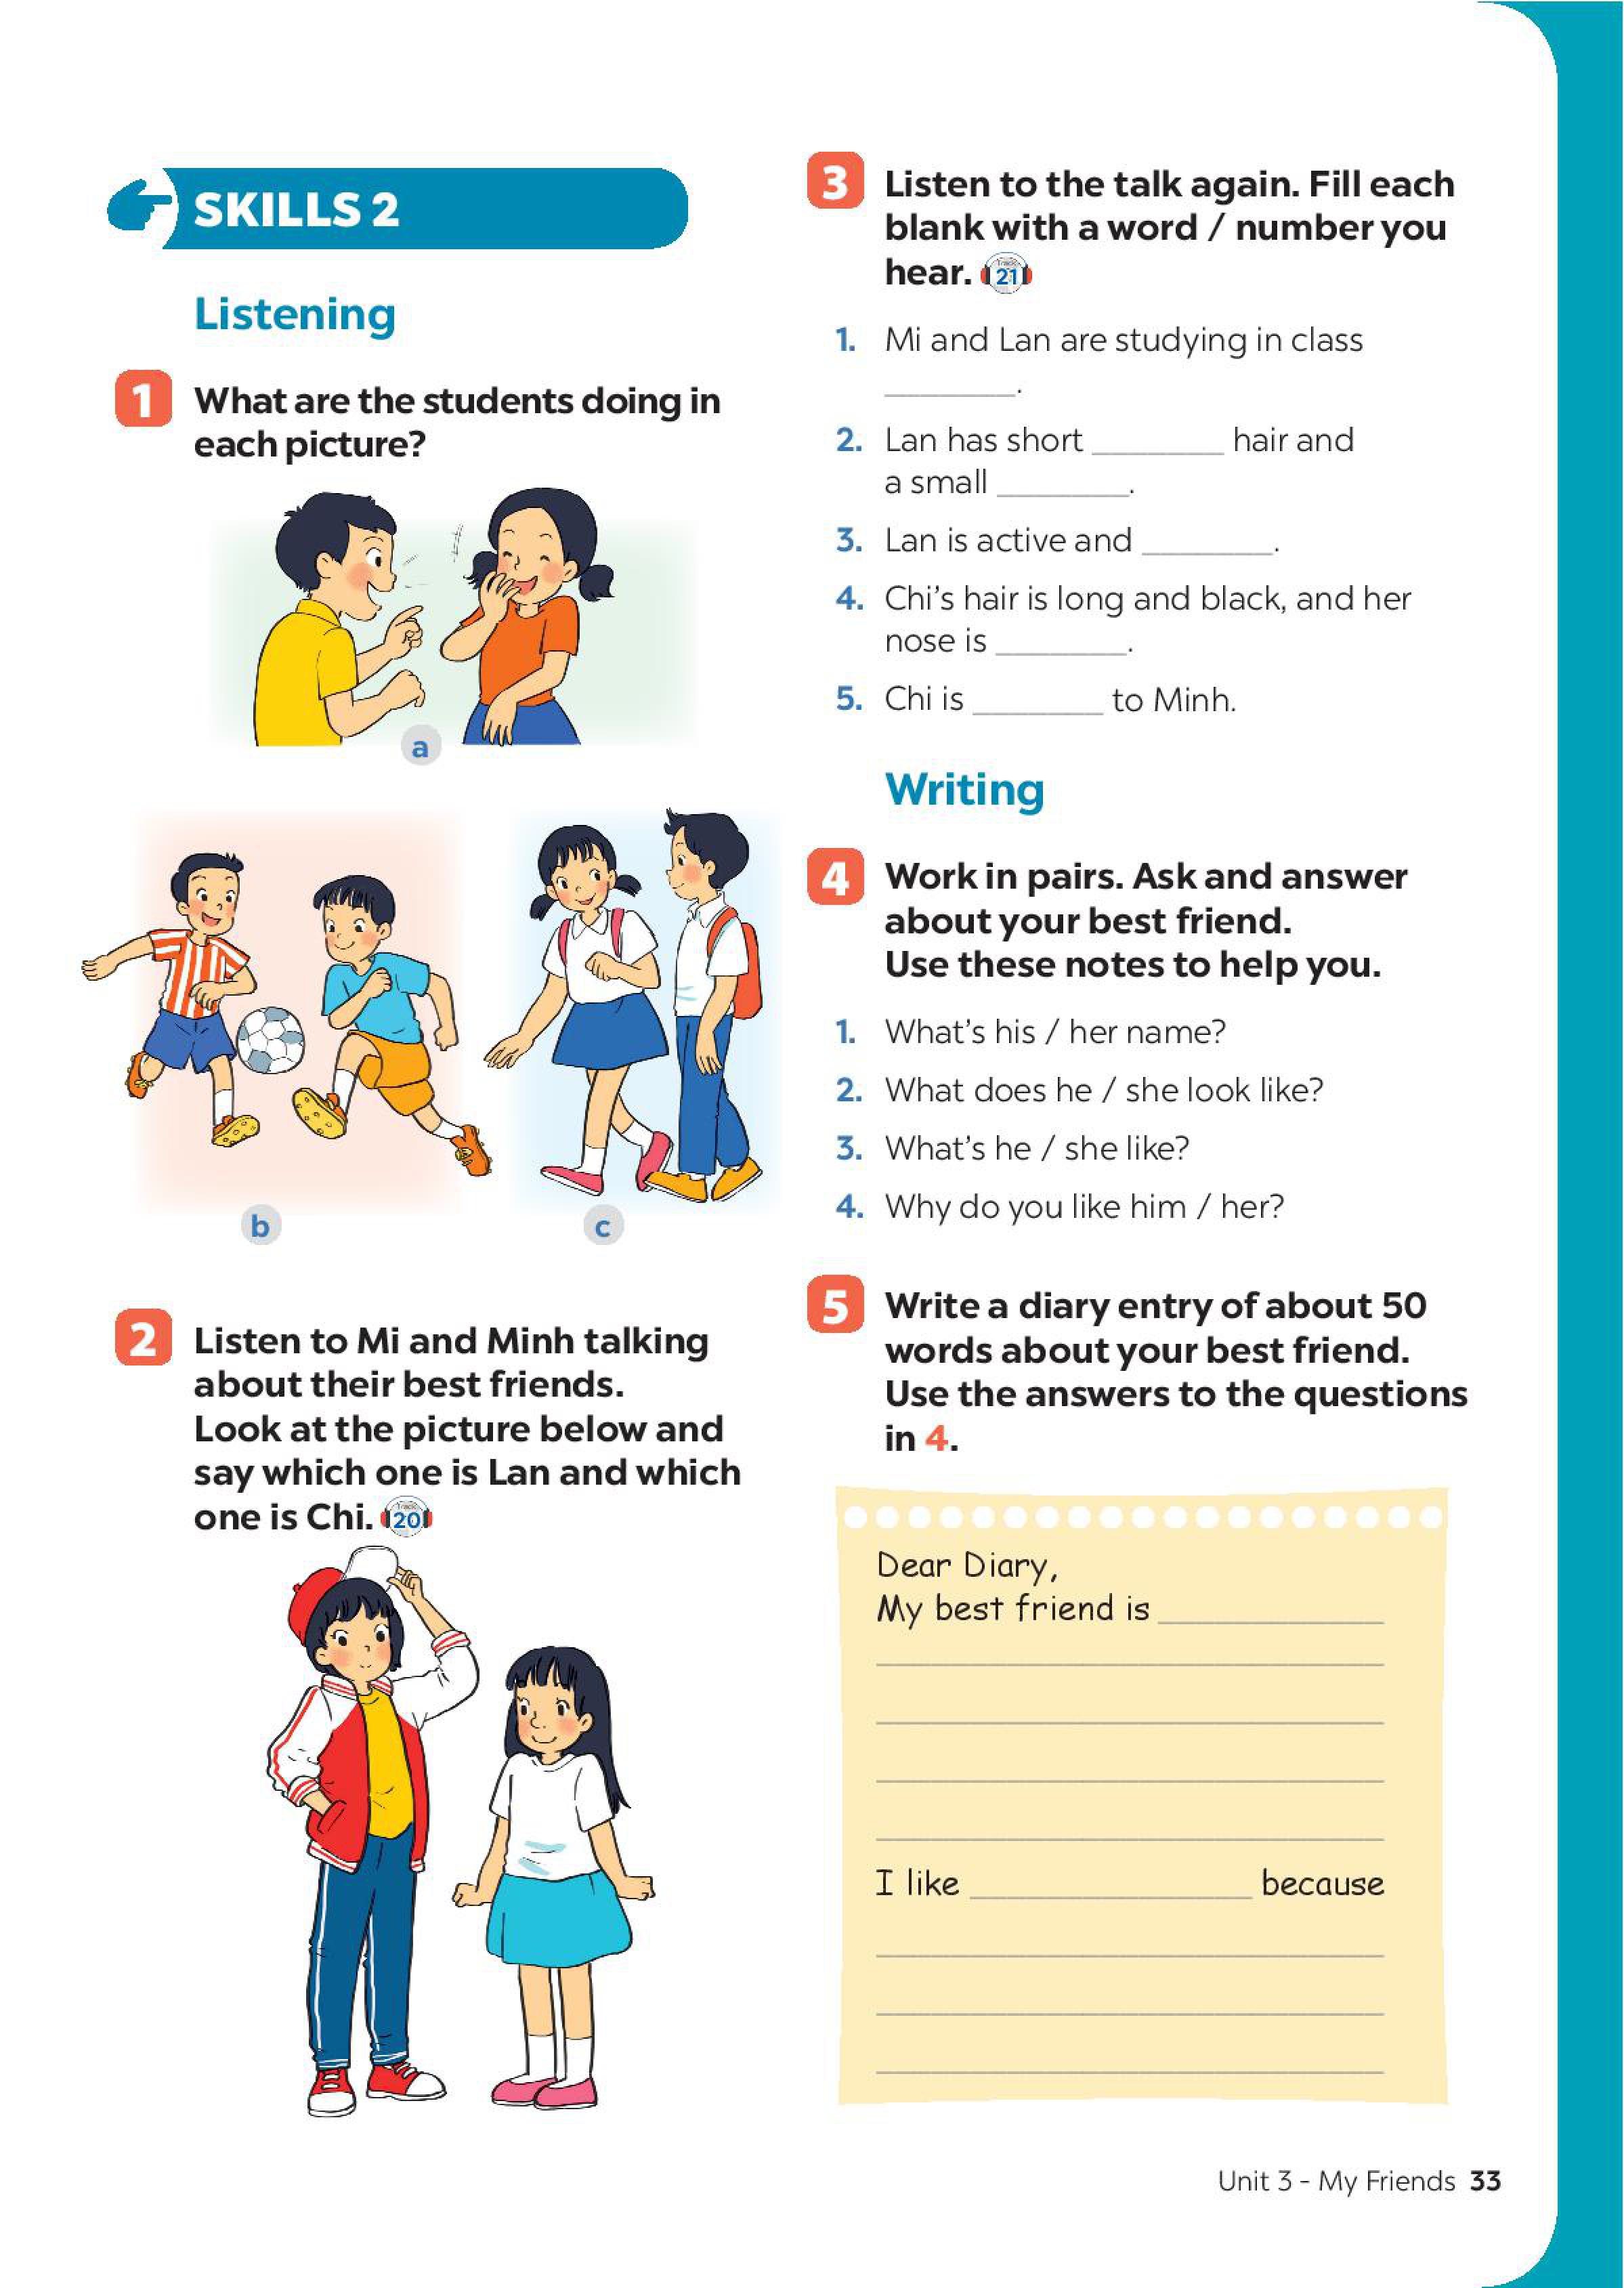 SKILLS 2
Listening
1 What are the students doing in
each picture?
a
b
c
2 Listen to Mi and Minh talking
about their best friends.
Look at the picture below and
say which one is Lan and which
one is Chi. Track 20
3 Listen to the talk again. Fill each
blank with a word / number you
hear. Track 21
1. Mi and Lan are studying in class
________.
2. Lan has short ________ hair and
a small ________.
3. Lan is active and ________.
4. Chi's hair is long and black, and her
nose is ________.
5. Chi is ________ to Minh.
Writing
4 Work in pairs. Ask and answer
about your best friend.
Use these notes to help you.
1. What's his / her name?
2. What does he / she look like?
3. What's he / she like?
4. Why do you like him / her?
5 Write a diary entry of about 50
words about your best friend.
Use the answers to the questions
in 4.
Dear Diary,
My best friend is ______________
I like ______________ because
Unit 3 - My Friends 33